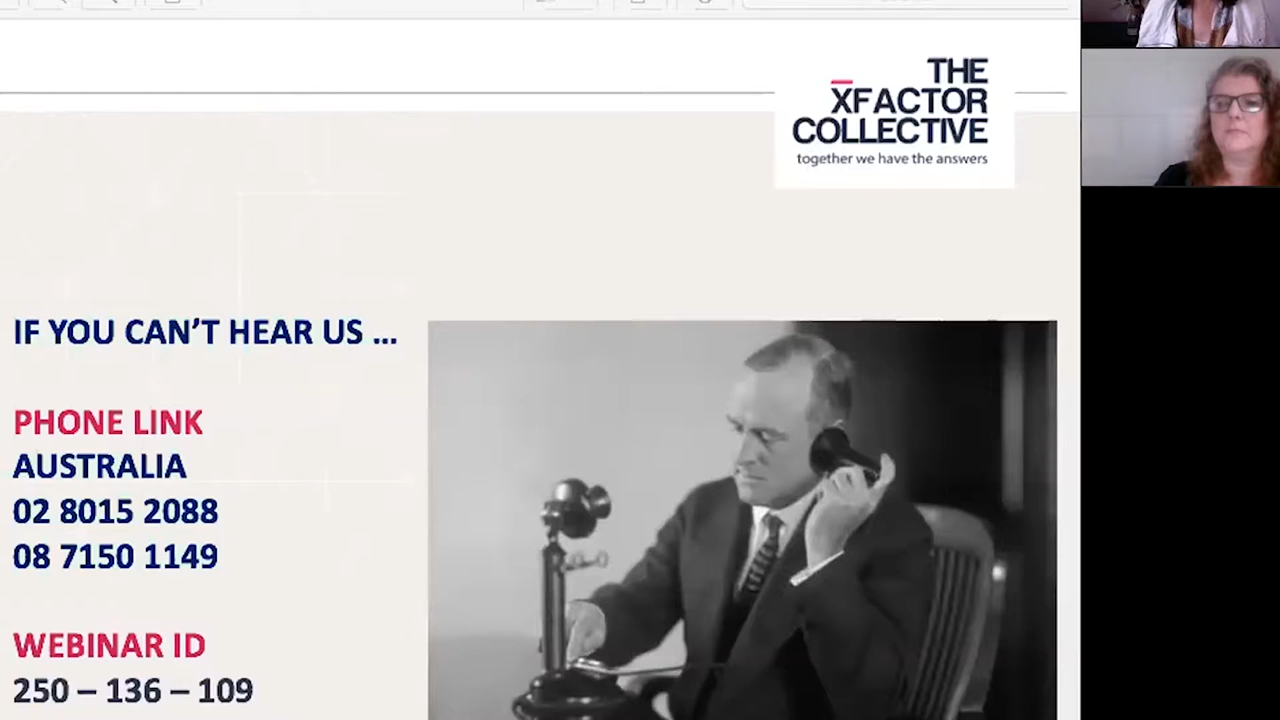 THE
XFACTOR
COLLECTIVE
together we have the answers
IF YOU CAN’T HEAR US ...
PHONE LINK
AUSTRALIA
02 8015 2088
08 7150 1149
WEBINAR ID
250 – 136 – 109